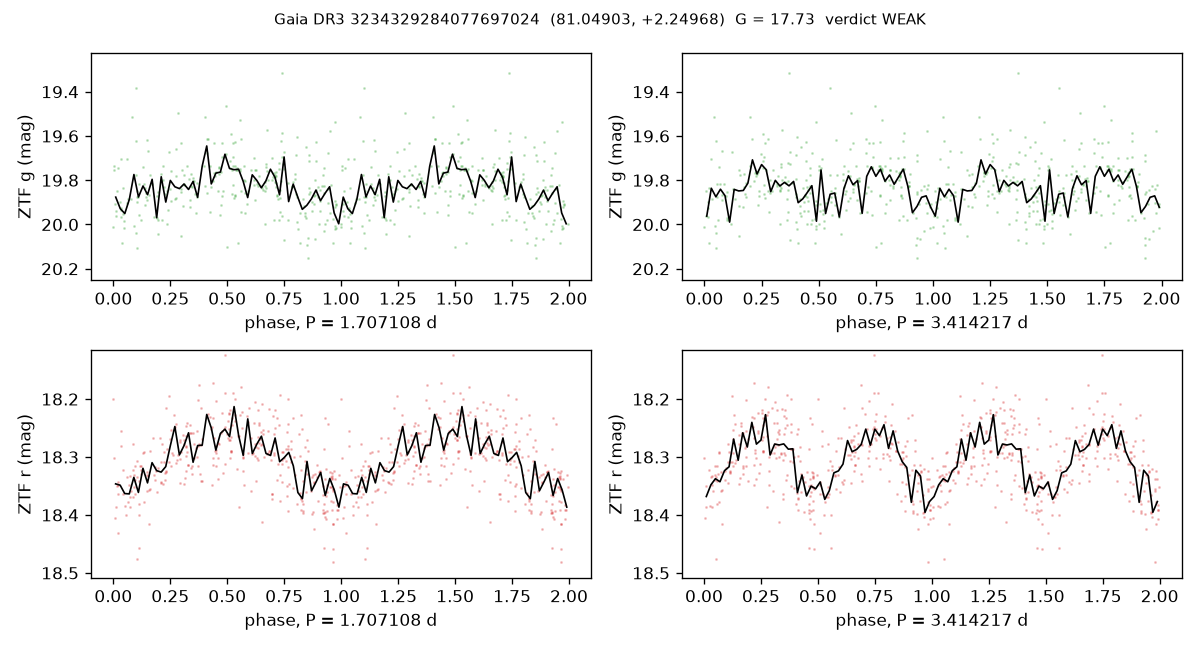 Gaia DR3 3234329284077697024  (81.04903, +2.24968)  G = 17.73  verdict WEAK
ZTF g (mag)
19.4
19.6
19.8
20.0
20.2
0.00 0.25 0.50 0.75 1.00 1.25 1.50 1.75 2.00
phase, P = 1.707108 d
ZTF g (mag)
19.4
19.6
19.8
20.0
20.2
0.00 0.25 0.50 0.75 1.00 1.25 1.50 1.75 2.00
phase, P = 3.414217 d
ZTF r (mag)
18.2
18.3
18.4
18.5
0.00 0.25 0.50 0.75 1.00 1.25 1.50 1.75 2.00
phase, P = 1.707108 d
ZTF r (mag)
18.2
18.3
18.4
18.5
0.00 0.25 0.50 0.75 1.00 1.25 1.50 1.75 2.00
phase, P = 3.414217 d